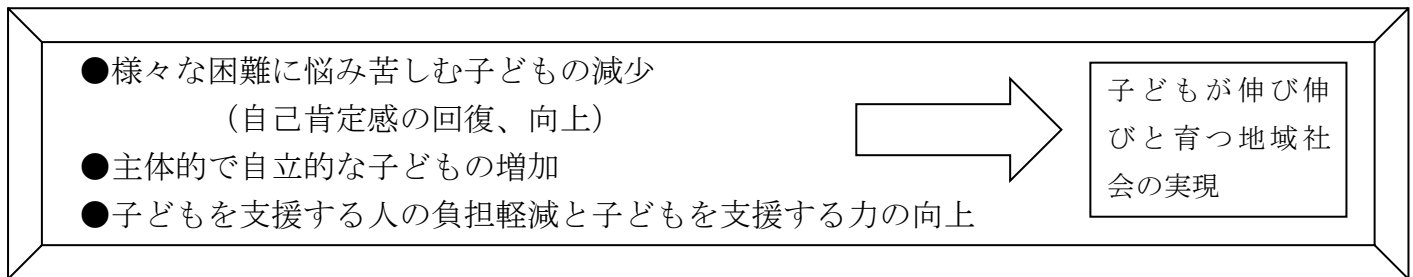 ●様々な困難に悩み苦しむ子どもの減少
（自己肯定感の回復、向上）
●主体的で自立的な子どもの増加
●子どもを支援する人の負担軽減と子どもを支援する力の向上
子どもが伸び伸
びと育つ地域社
会の実現